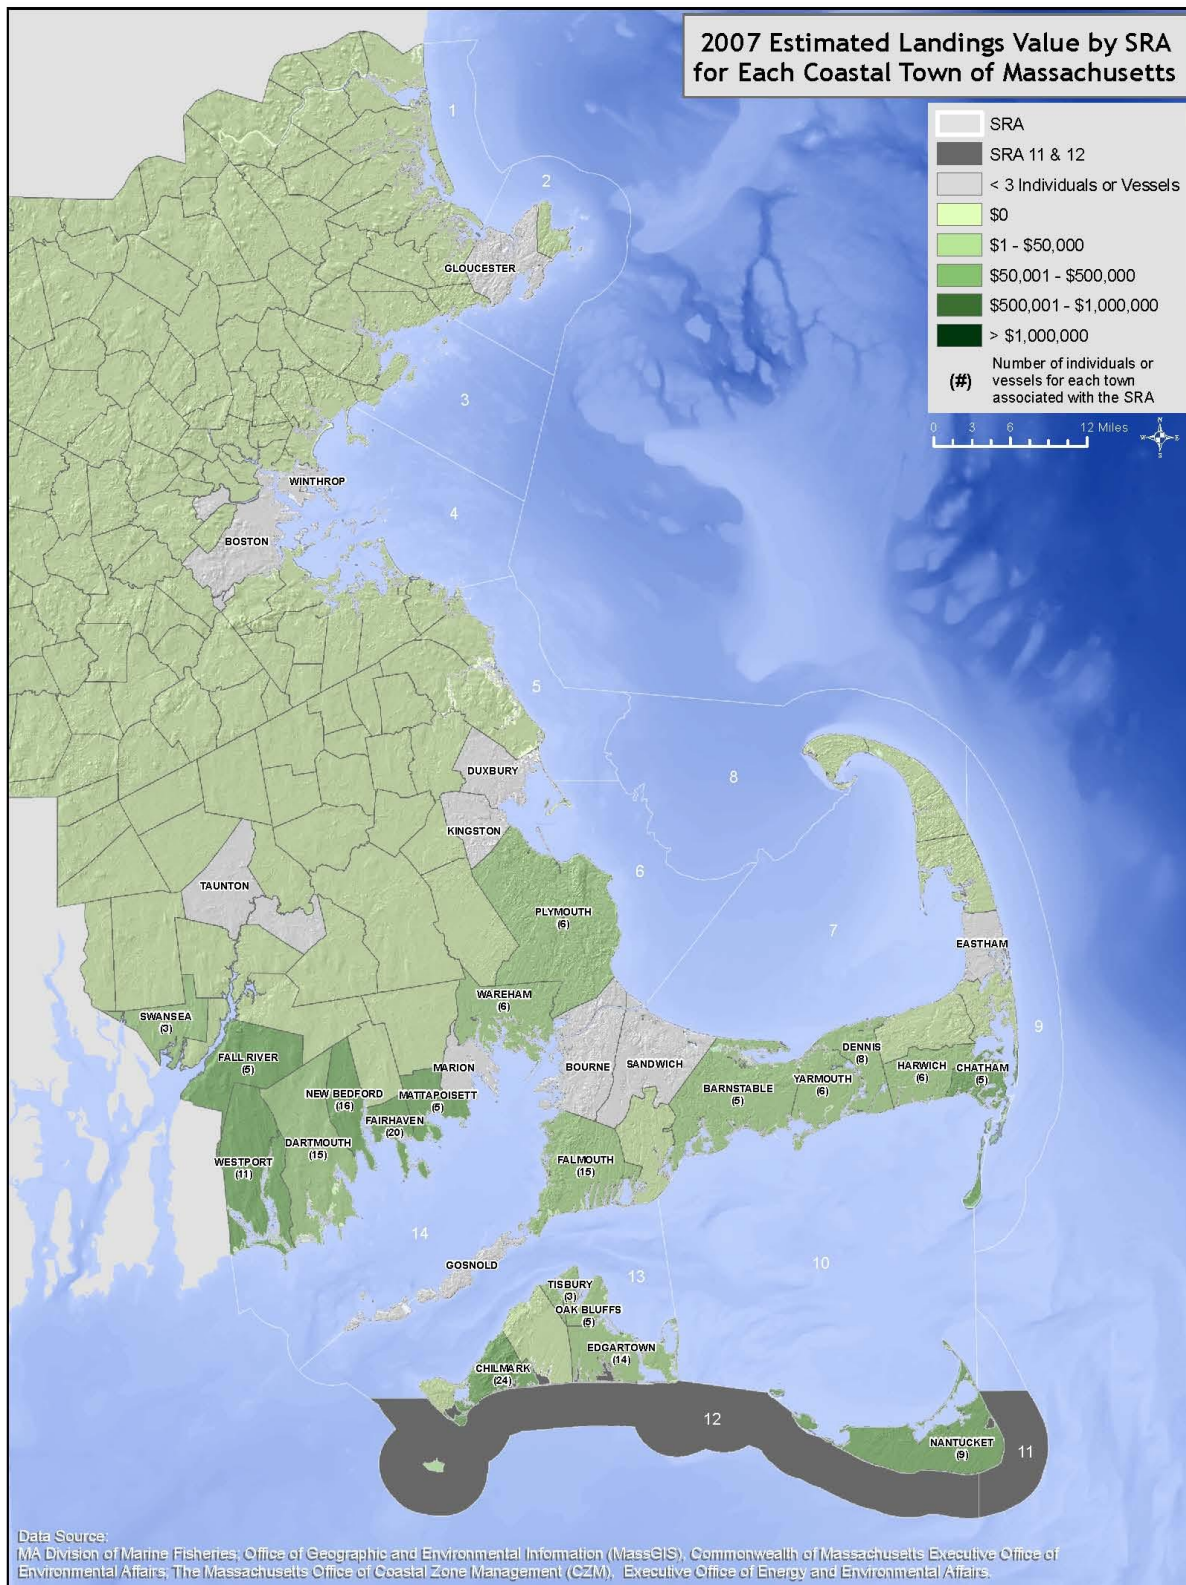 2007 Estimated Landings Value by SRA
for Each Coastal Town of Massachusetts
SRA
SRA 11 & 12
< 3 Individuals or Vessels
$0
$1 - $50,000
$50,001 - $500,000
$500,001 - $1,000,000
> $1,000,000
(#)
Number of individuals or
vessels for each town
associated with the SRA
0 3 6 12 Miles
N
W E
S
1
2
GLOUCESTER
3
WINTHROP
4
BOSTON
5
DUXBURY
8
KINGSTON
6
TAUNTON
PLYMOUTH
(6)
7
EASTHAM
WAREHAM
(6)
SWANSEA
(3)
9
FALL RIVER
(5)
MARION
BOURNE
SANDWICH
DENNIS
(8)
HARWICH
(6)
CHATHAM
(5)
NEW BEDFORD
(16)
MATTAPOISETT
(5)
BARNSTABLE
(5)
YARMOUTH
(6)
FAIRHAVEN
(20)
DARTMOUTH
(15)
WESTPORT
(11)
FALMOUTH
(15)
14
GOSNOLD
10
13
TISBURY
(3)
OAK BLUFFS
(5)
EDGARTOWN
(14)
CHILMARK
(24)
12
NANTUCKET
(9)
11
Data Source:
MA Division of Marine Fisheries; Office of Geographic and Environmental Information (MassGIS), Commonwealth of Massachusetts Executive Office of
Environmental Affairs; The Massachusetts Office of Coastal Zone Management (CZM), Executive Office of Energy and Environmental Affairs.